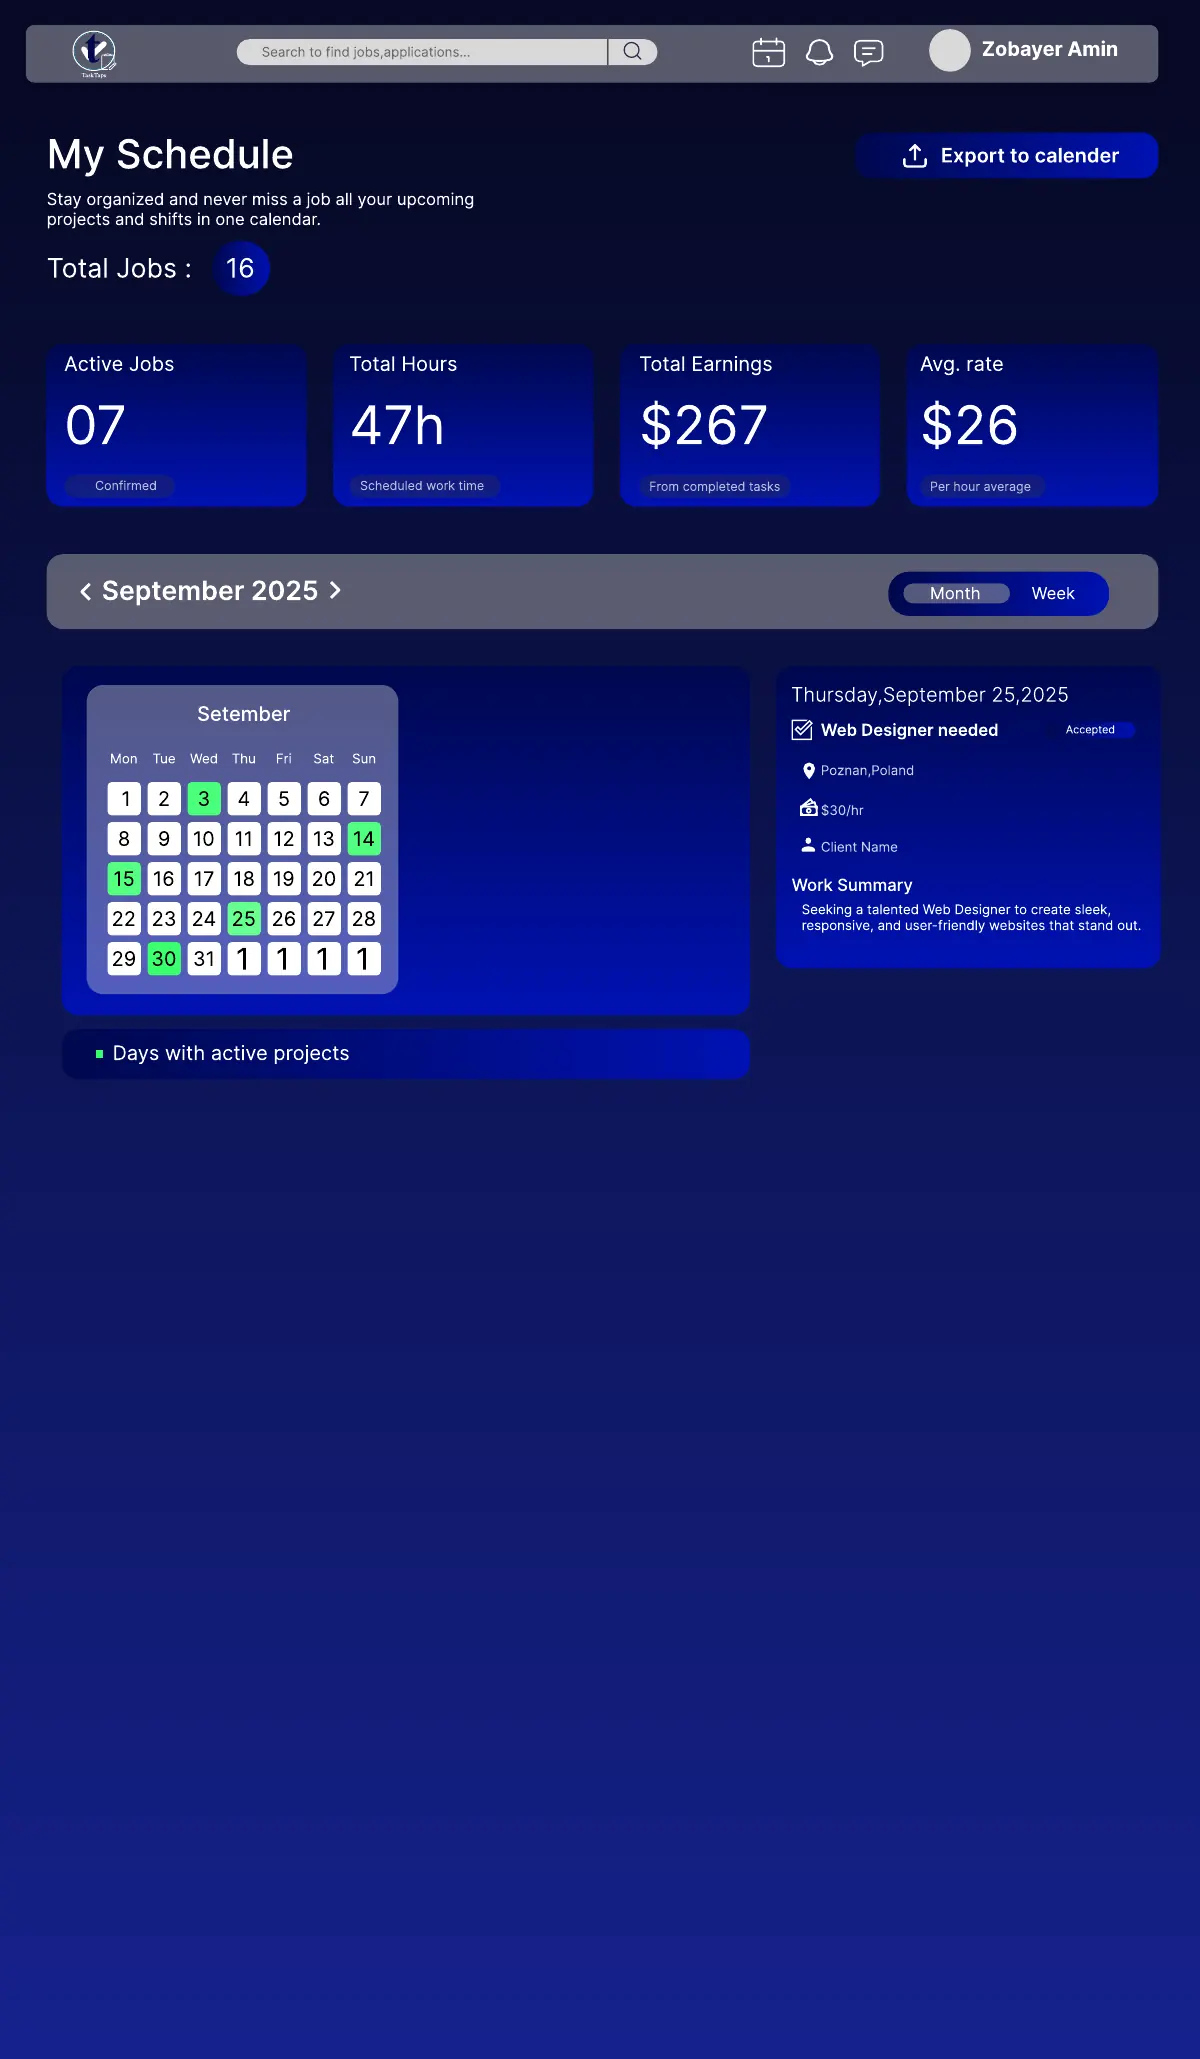 TaskTaps
Search to find jobs,applications...
1
Zobayer Amin
My Schedule
Export to calender
Stay organized and never miss a job all your upcoming
projects and shifts in one calendar.
Total Jobs : 16
Active Jobs
07
Confirmed
Total Hours
47h
Scheduled work time
Total Earnings
$267
From completed tasks
Avg. rate
$26
Per hour average
September 2025
Month Week
Setember
Mon Tue Wed Thu Fri Sat Sun
1 2 3 4 5 6 7
8 9 10 11 12 13 14
15 16 17 18 19 20 21
22 23 24 25 26 27 28
29 30 31 1 1 1 1
Days with active projects
Thursday,September 25,2025
Web Designer needed Accepted
Poznan,Poland
$30/hr
Client Name
Work Summary
Seeking a talented Web Designer to create sleek,
responsive, and user-friendly websites that stand out.